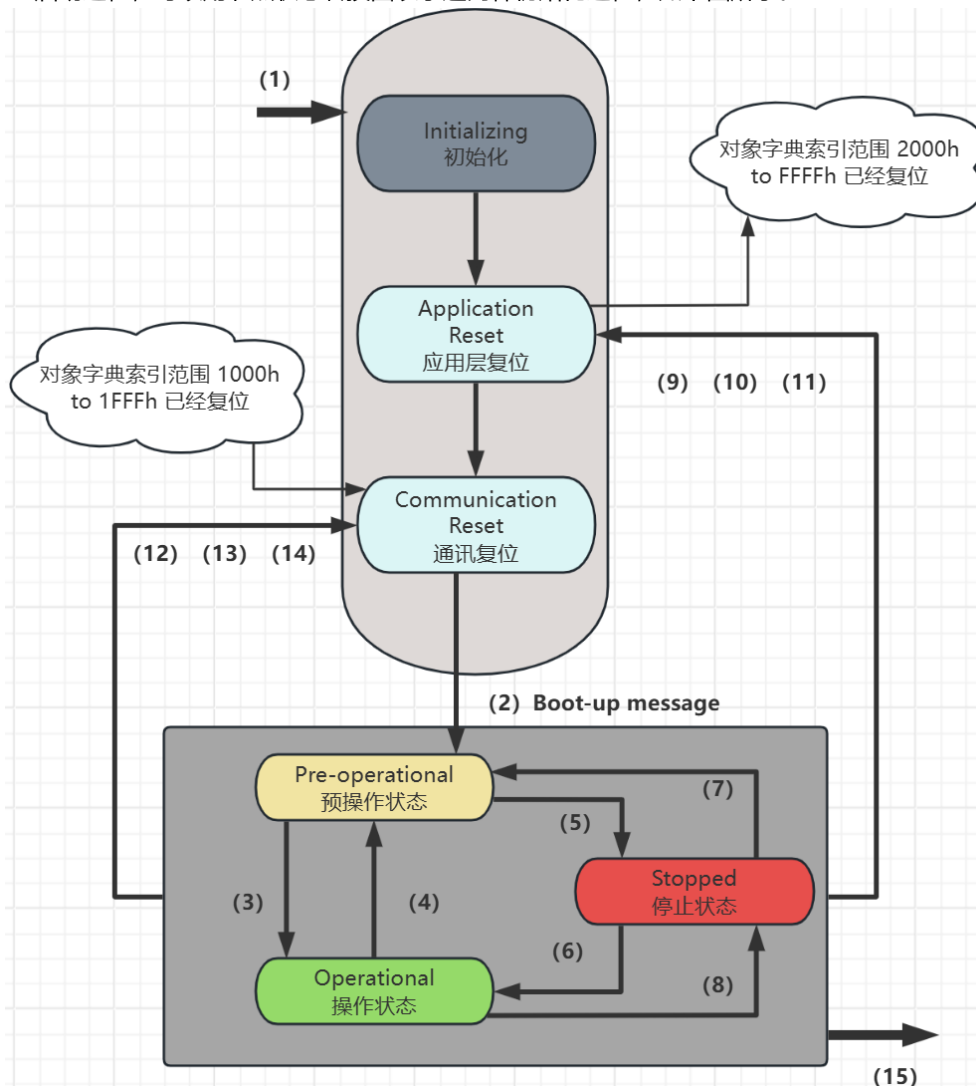 (1)
Initializing
初始化
对象字典索引范围 2000h
to FFFFh 已经复位
Application
Reset
应用层复位
(9) (10) (11)
对象字典索引范围 1000h
to 1FFFh 已经复位
Communication
Reset
通讯复位
(12) (13) (14)
(2) Boot-up message
Pre-operational
预操作状态
(7)
(5)
Stopped
停止状态
(3)
(4)
(6)
Operational
操作状态
(8)
(15)